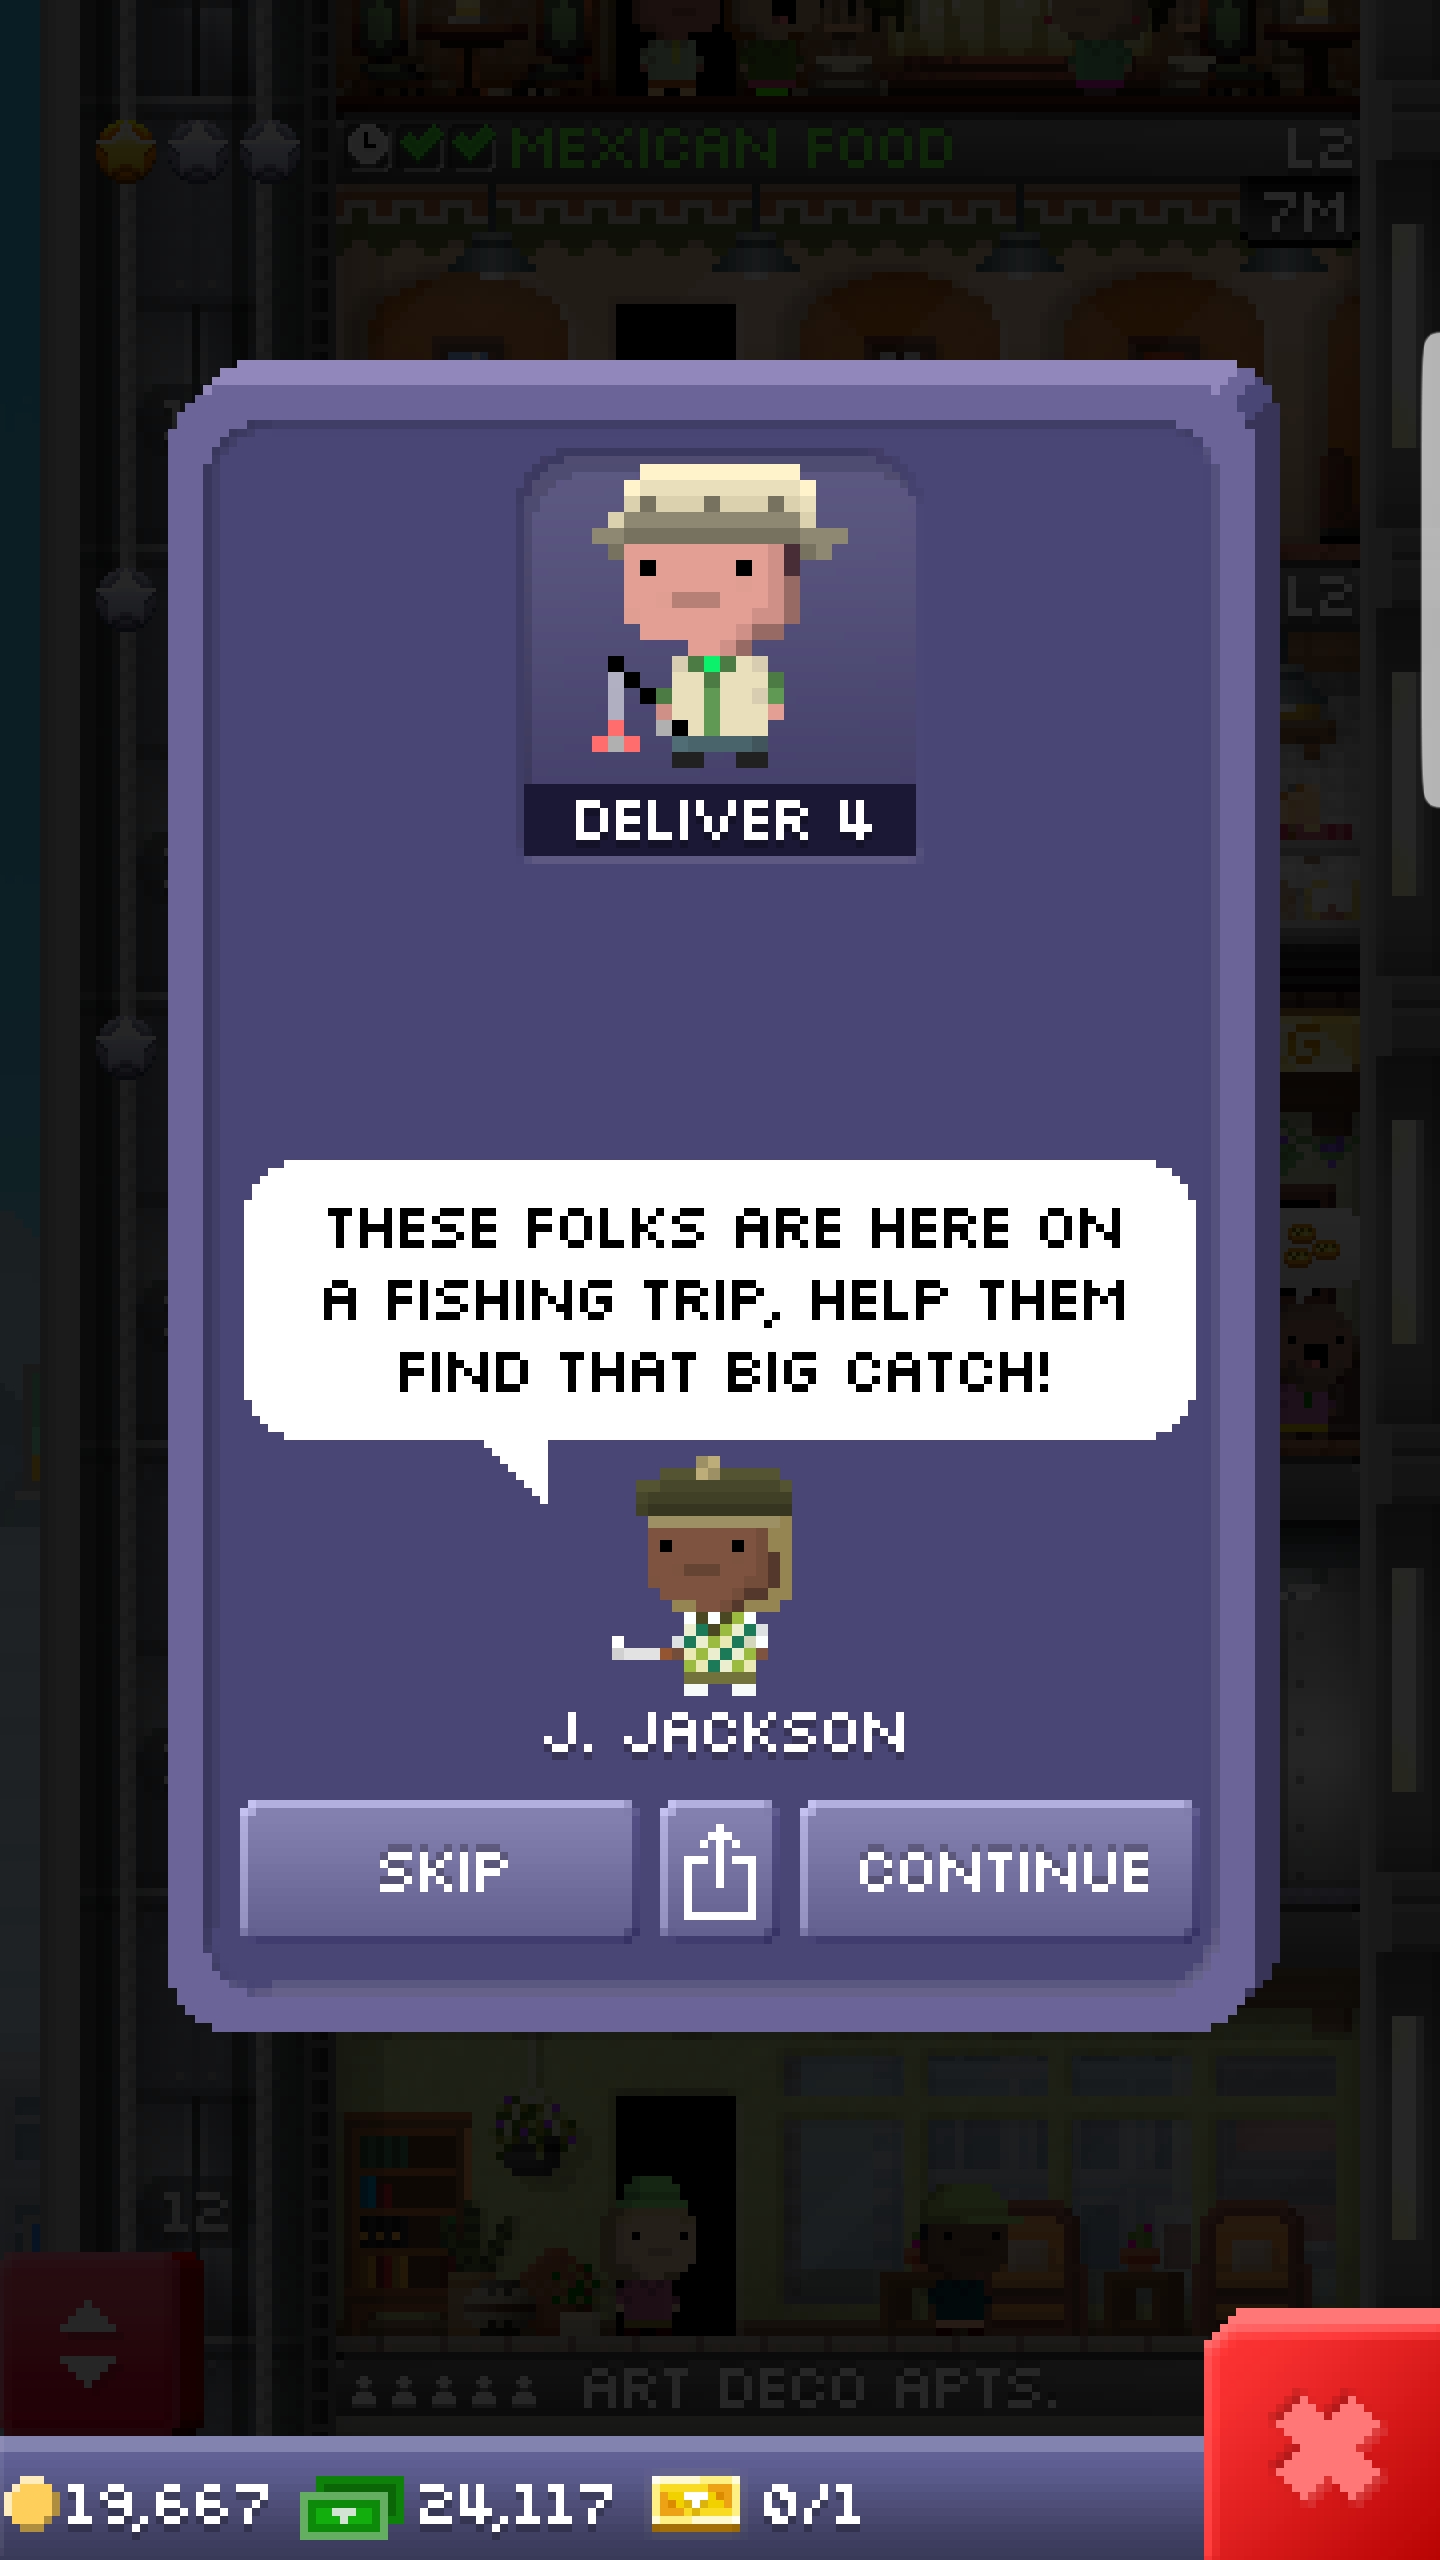 MEXICAN FOOD
L2
7M
L2
G
DELIVER 4
THESE FOLKS ARE HERE ON
A FISHING TRIP, HELP THEM
FIND THAT BIG CATCH!
J. JACKSON
SKIP
CONTINUE
12
ART DECO APTS.
19,667
24,117
0/1